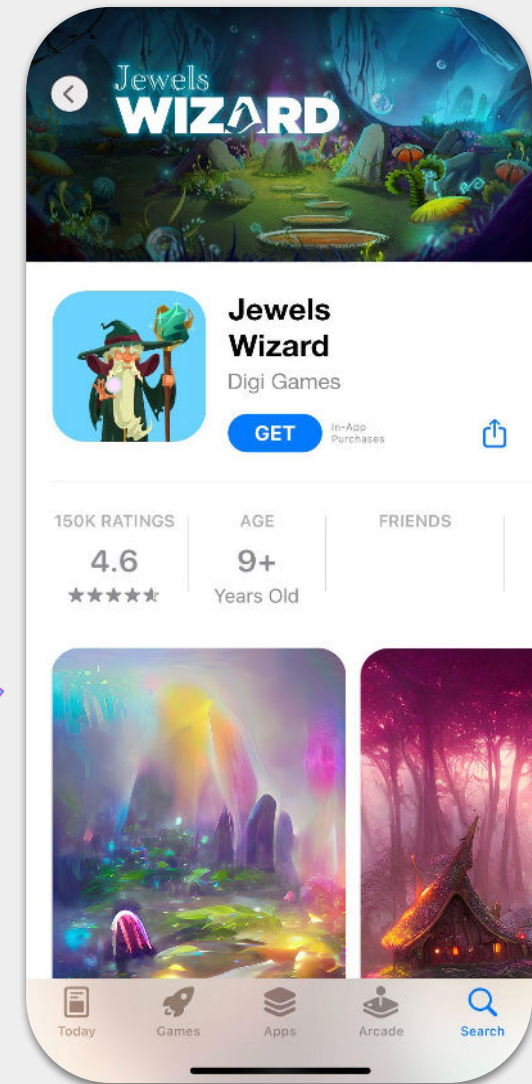 Jewels
WIZARD
Jewels
Wizard
Digi Games
GET
In-App
Purchases
150K RATINGS
AGE
FRIENDS
4.6
9+
Years Old
Today
Games
Apps
Arcade
Search